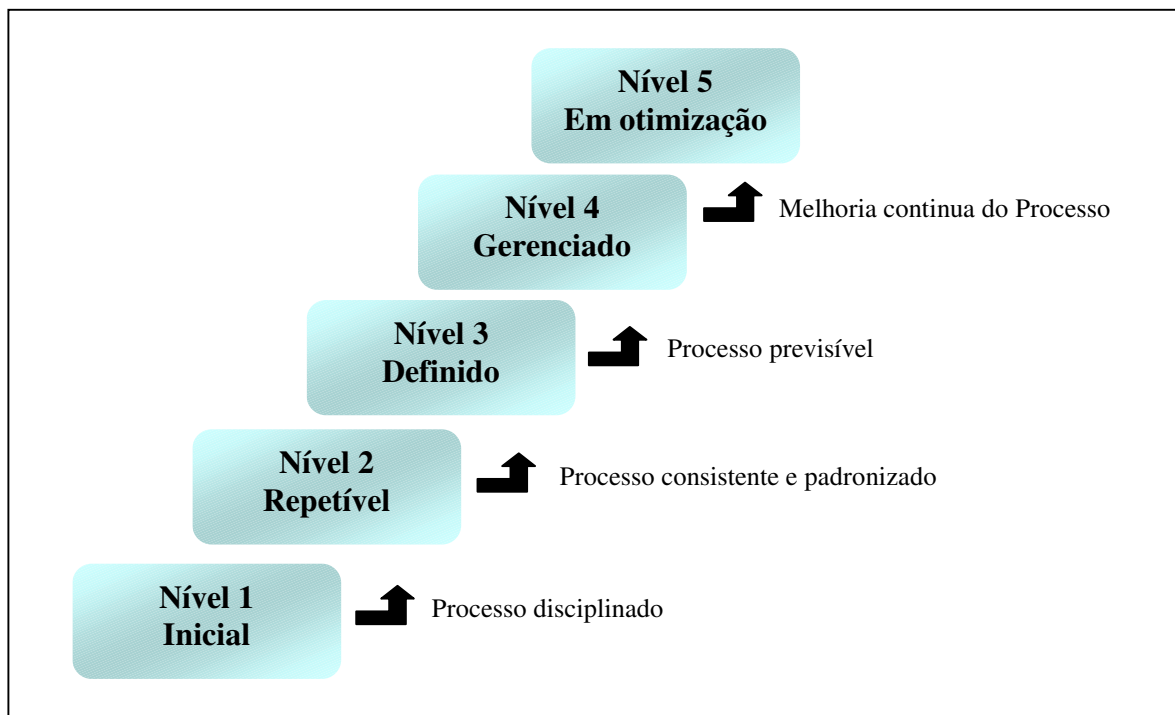 Nível 5
Em otimização
Nível 4
Gerenciado
Melhoria continua do Processo
Nível 3
Definido
Processo previsível
Nível 2
Repetível
Processo consistente e padronizado
Nível 1
Inicial
Processo disciplinado